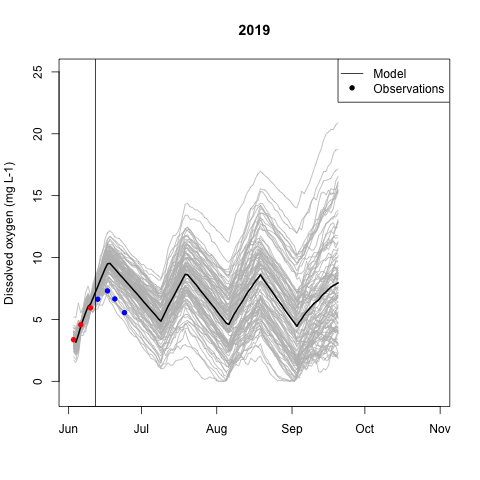 2019
Model
Observations
Dissolved oxygen (mg L-1)
25
20
15
10
5
0
Jun Jul Aug Sep Oct Nov